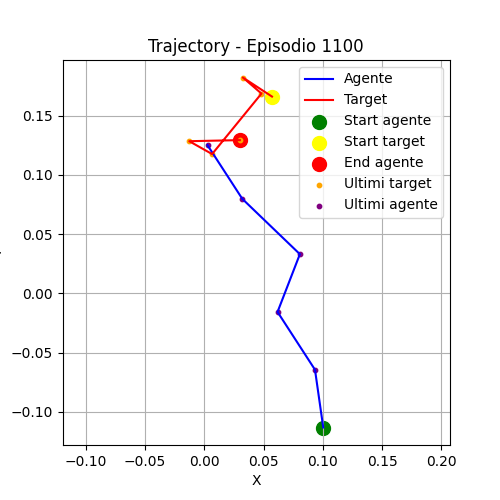 Trajectory - Episodio 1100
Agente
Target
Start agente
Start target
End agente
Ultimi target
Ultimi agente
0.15
0.10
0.05
0.00
−0.05
−0.10
−0.10
−0.05
0.00
0.05
0.10
0.15
0.20
X